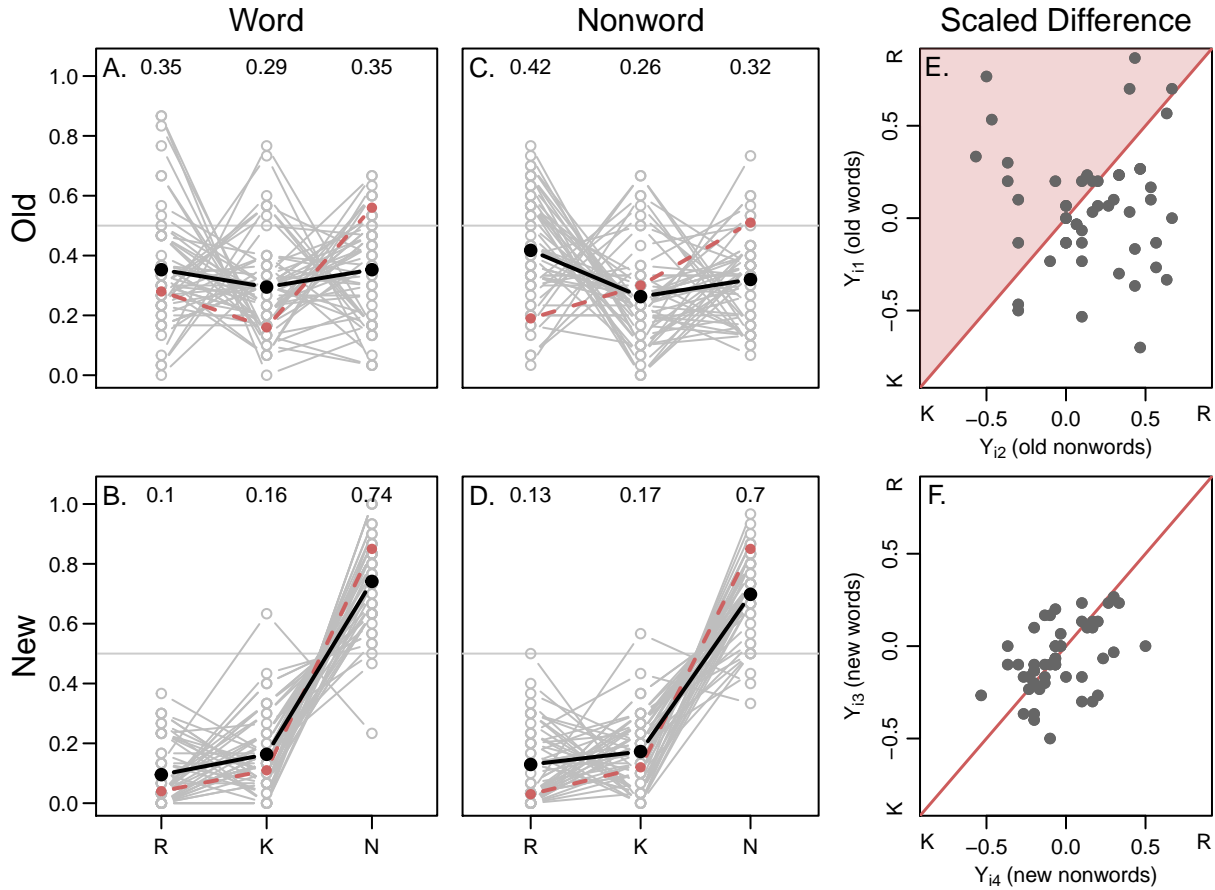 Word Nonword Scaled Difference
A. 0.35 0.29 0.35
C. 0.42 0.26 0.32
E.
Old
1.0
0.8
0.6
0.4
0.2
0.0
R
0.5
0.0
−0.5
K
Yi1 (old words)
K −0.5 0.0 0.5 R
Yi2 (old nonwords)
B. 0.1 0.16 0.74
D. 0.13 0.17 0.7
F.
New
1.0
0.8
0.6
0.4
0.2
0.0
R K N
R K N
R
0.5
0.0
−0.5
K
Yi3 (new words)
K −0.5 0.0 0.5 R
Yi4 (new nonwords)